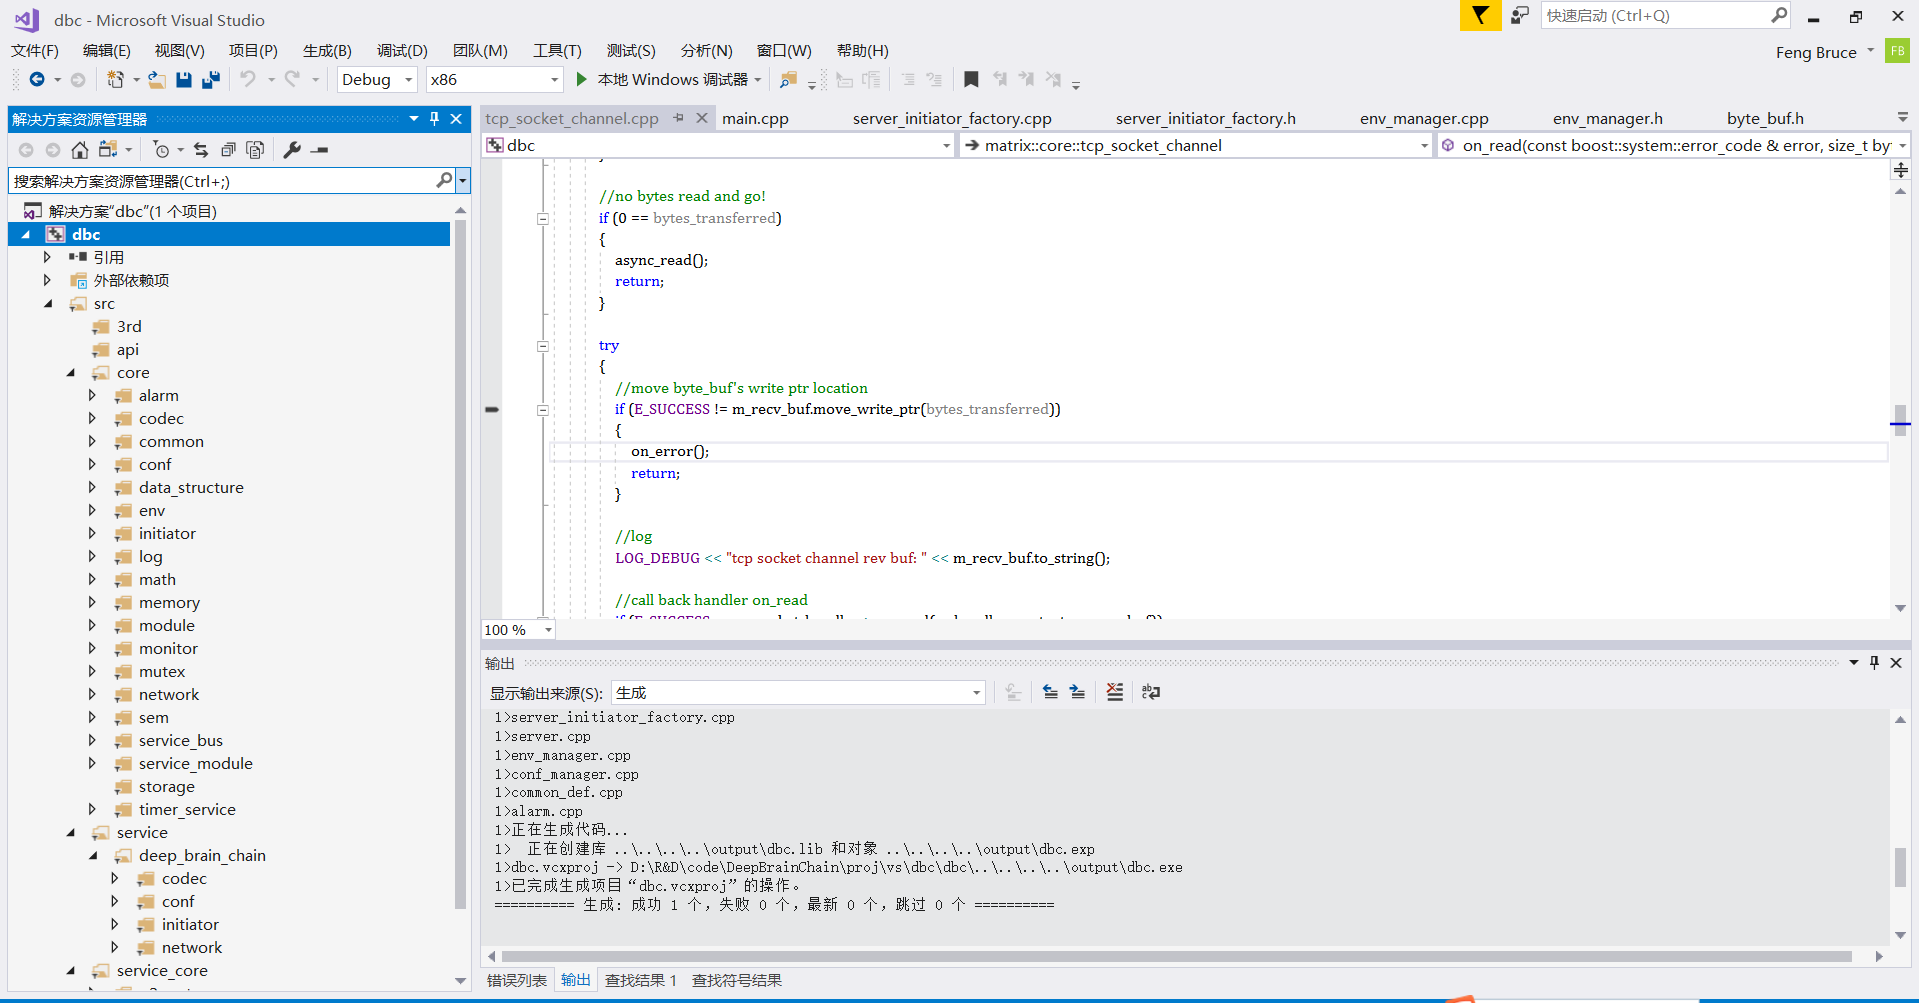 dbc - Microsoft Visual Studio
快速启动 (Ctrl+Q)
文件(F) 编辑(E) 视图(V) 项目(P) 生成(B) 调试(D) 团队(M) 工具(T) 测试(S) 分析(N) 窗口(W) 帮助(H)
Feng Bruce FB
Debug x86 本地 Windows 调试器
解决方案资源管理器
搜索解决方案资源管理器(Ctrl+;)
解决方案"dbc"(1 个项目)
dbc
引用
外部依赖项
src
3rd
api
core
alarm
codec
common
conf
data_structure
env
initiator
log
math
memory
module
monitor
mutex
network
sem
service_bus
service_module
storage
timer_service
service
deep_brain_chain
codec
conf
initiator
network
service_core
tcp_socket_channel.cpp main.cpp server_initiator_factory.cpp server_initiator_factory.h env_manager.cpp env_manager.h byte_buf.h
dbc matrix::core::tcp_socket_channel on_read(const boost::system::error_code & error, size_t by
//no bytes read and go!
if (0 == bytes_transferred)
{
async_read();
return;
}
try
{
//move byte_buf's write ptr location
if (E_SUCCESS != m_recv_buf.move_write_ptr(bytes_transferred))
{
on_error();
return;
}
//log
LOG_DEBUG << "tcp socket channel rev buf: " << m_recv_buf.to_string();
//call back handler on_read
100 %
输出
显示输出来源(S): 生成
1>server_initiator_factory.cpp
1>server.cpp
1>env_manager.cpp
1>conf_manager.cpp
1>common_def.cpp
1>alarm.cpp
1>正在生成代码...
1>  正在创建库 ..\..\..\..\output\dbc.lib 和对象 ..\..\..\..\output\dbc.exp
1>dbc.vcxproj -> D:\R&D\code\DeepBrainChain\proj\vs\dbc\dbc\..\..\..\..\output\dbc.exe
1>已完成生成项目“dbc.vcxproj”的操作。
========== 生成: 成功 1 个，失败 0 个，最新 0 个，跳过 0 个 ==========
错误列表 输出 查找结果 1 查找符号结果